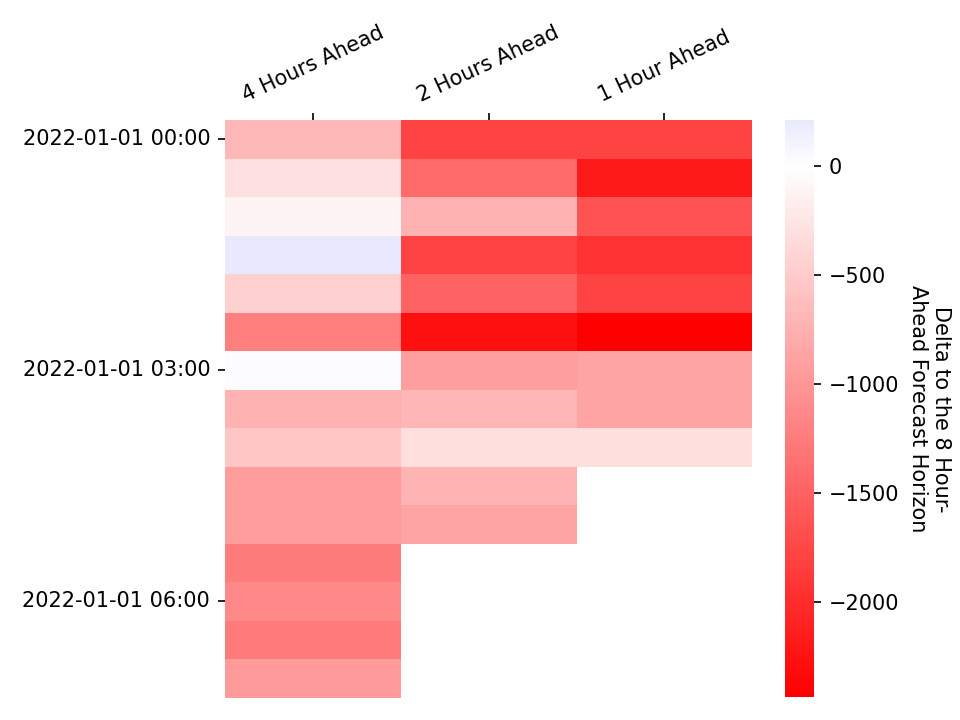 4 Hours Ahead
2 Hours Ahead
1 Hour Ahead
2022-01-01 00:00
2022-01-01 03:00
2022-01-01 06:00
0
−500
−1000
−1500
−2000
Delta to the 8 Hour-
Ahead Forecast Horizon